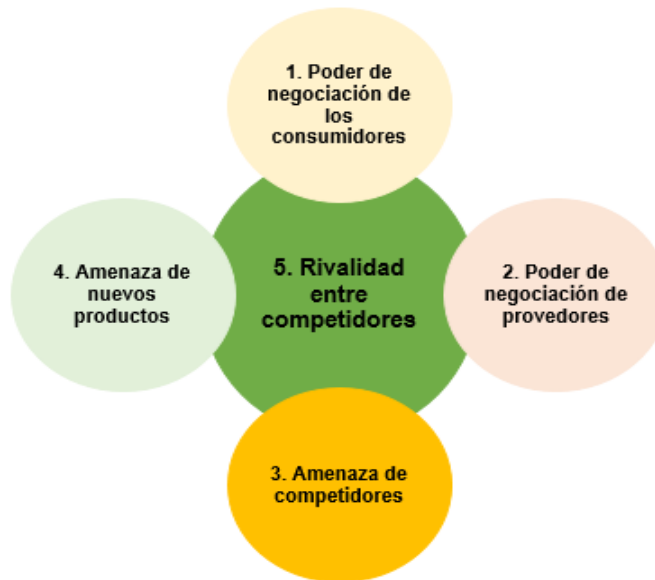 1. Poder de
negociación de
los
consumidores
4. Amenaza de
nuevos
productos
5. Rivalidad
entre
competidores
2. Poder de
negociación de
provedores
3. Amenaza de
competidores